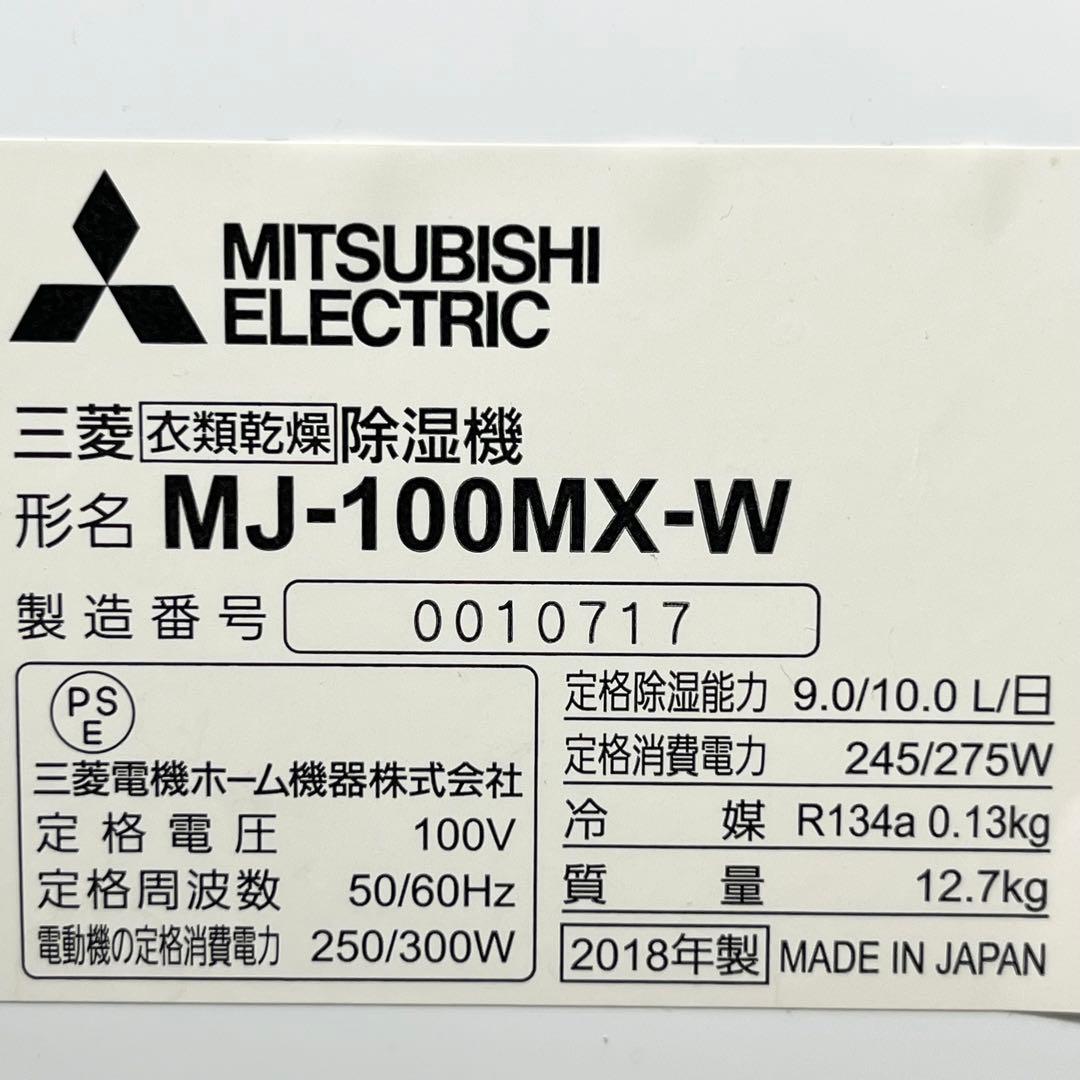 MITSUBISHI
ELECTRIC
三菱 衣類乾燥 除湿機
形名 MJ-100MX-W
製造番号 0010717
PS
E
三菱電機ホーム機器株式会社
定格電圧 100V
定格周波数 50/60Hz
電動機の定格消費電力 250/300W
定格除湿能力 9.0/10.0 L/日
定格消費電力 245/275W
冷媒 R134a 0.13kg
質量 12.7kg
2018年製 MADE IN JAPAN